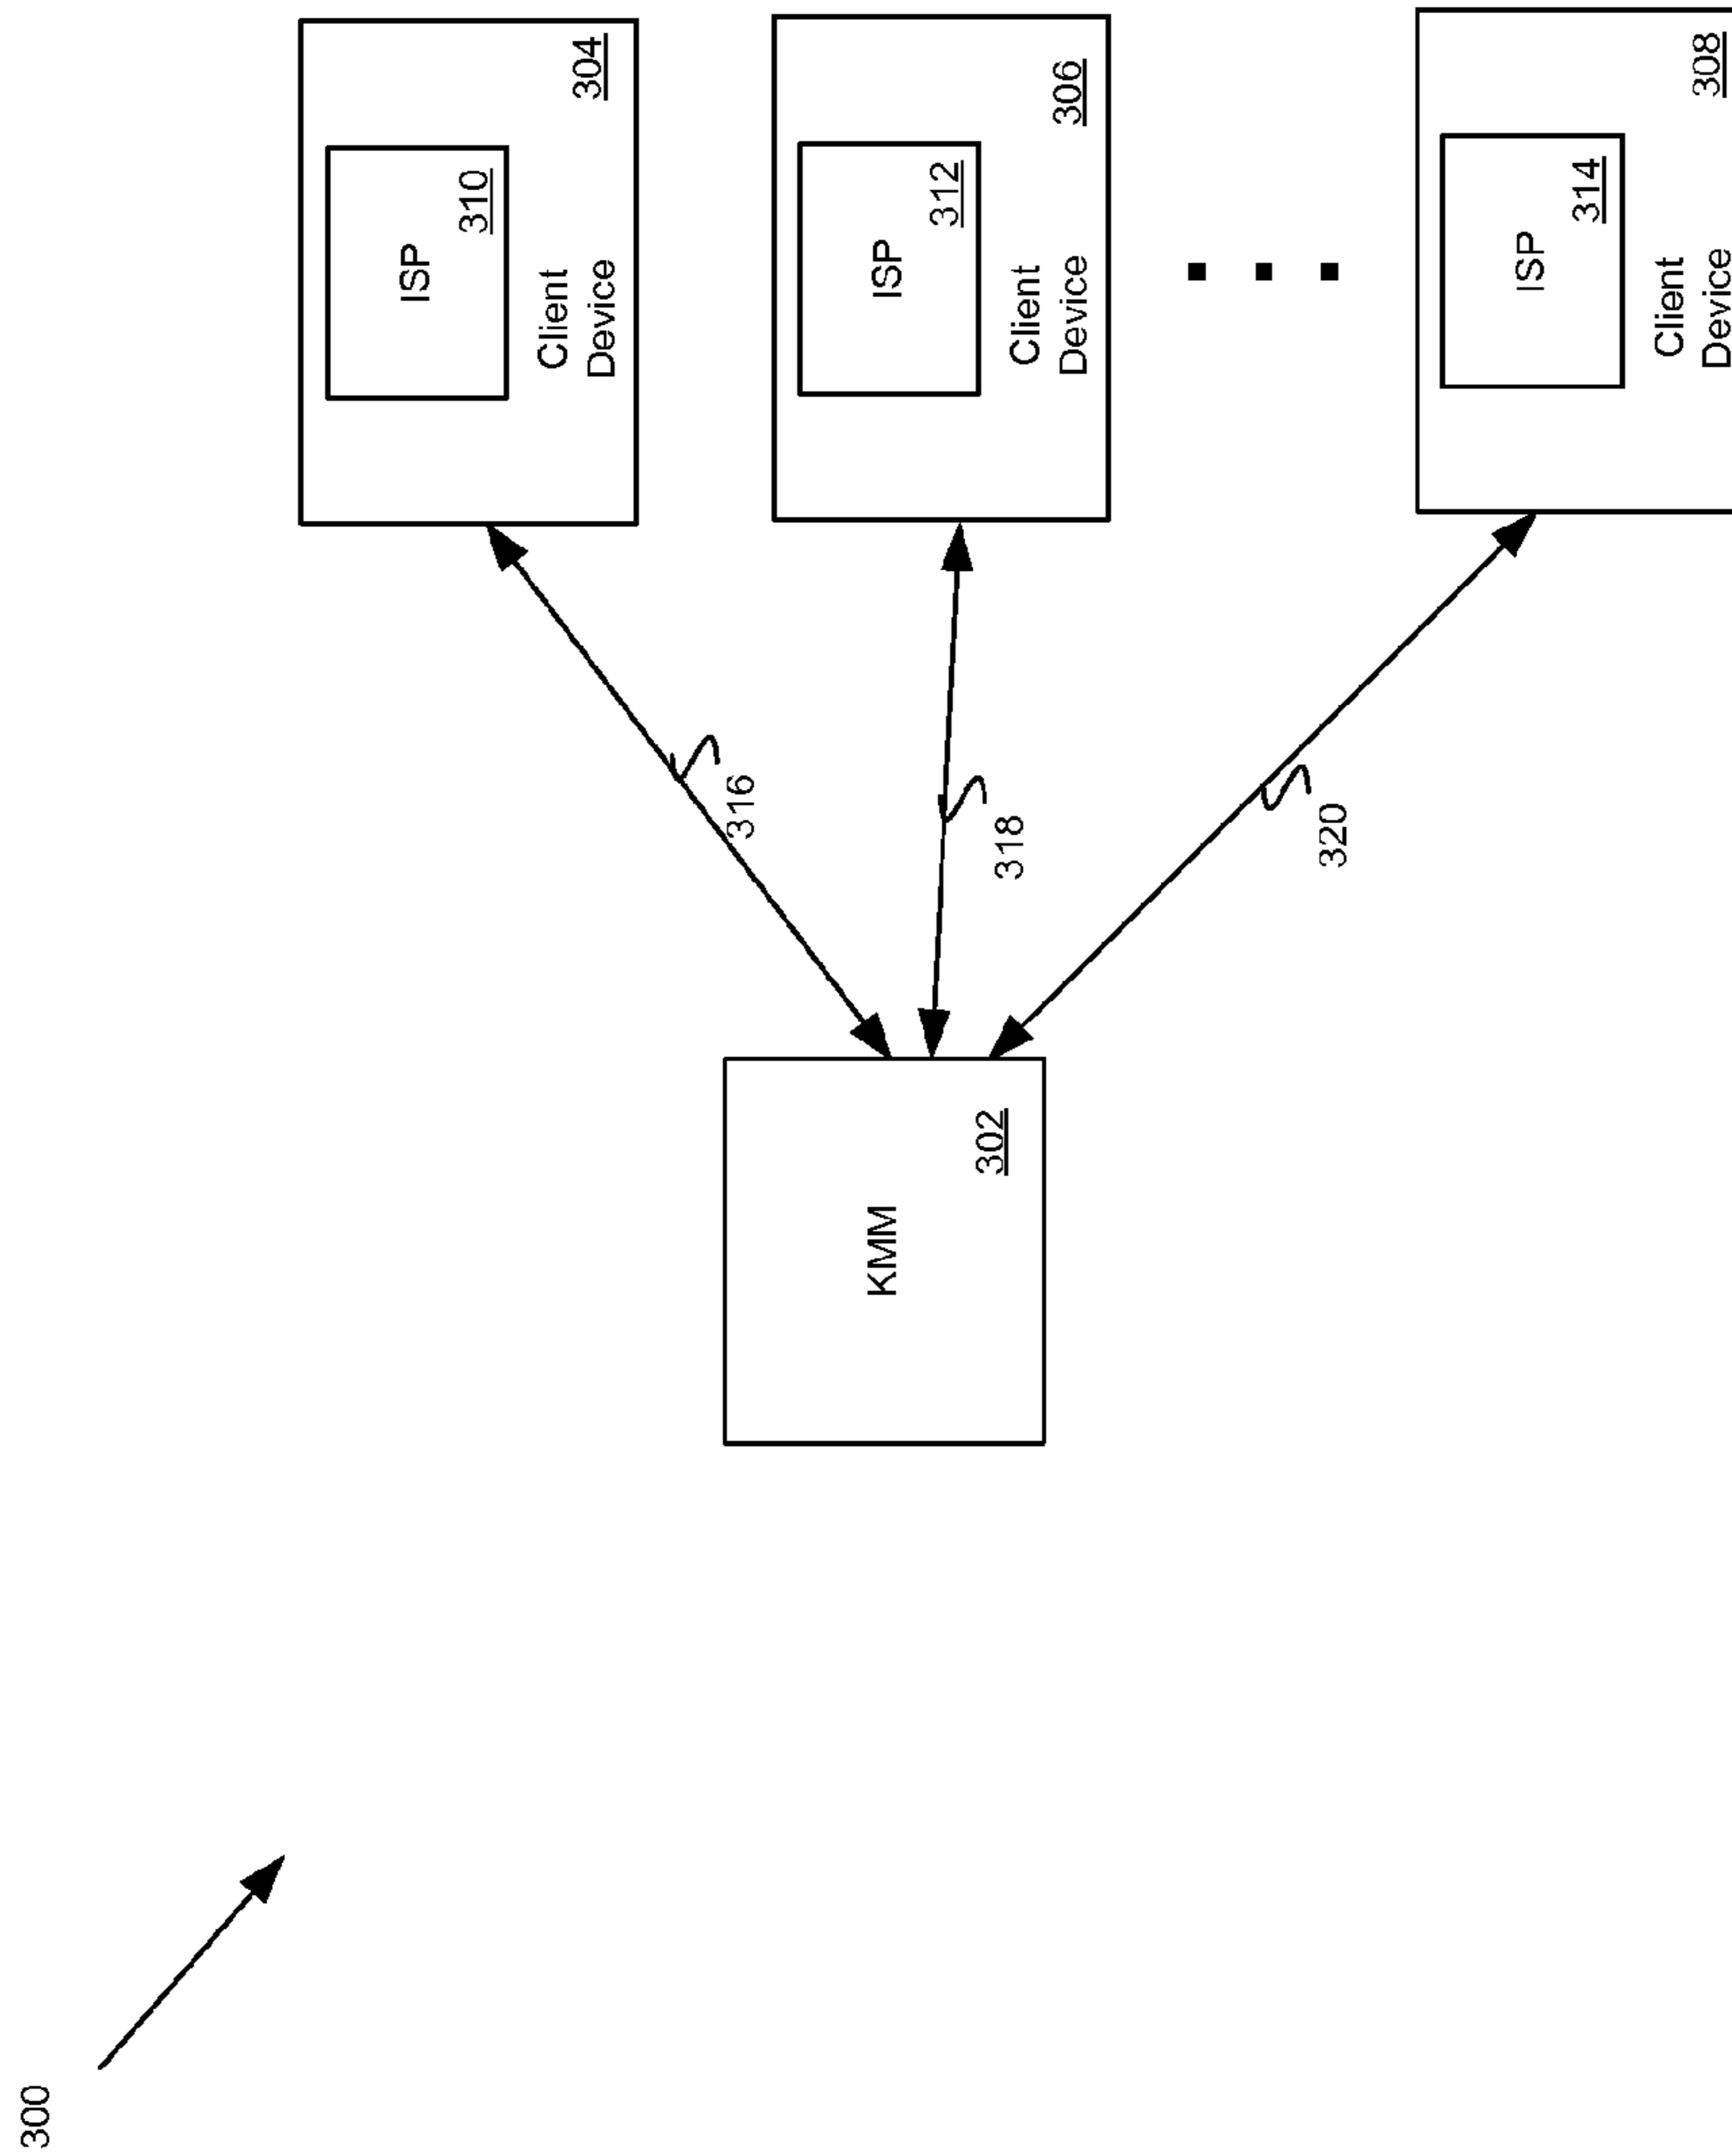 300
KMM
302
316
318
320
ISP
310
Client
Device
304
ISP
312
Client
Device
306
ISP
314
Client
Device
308